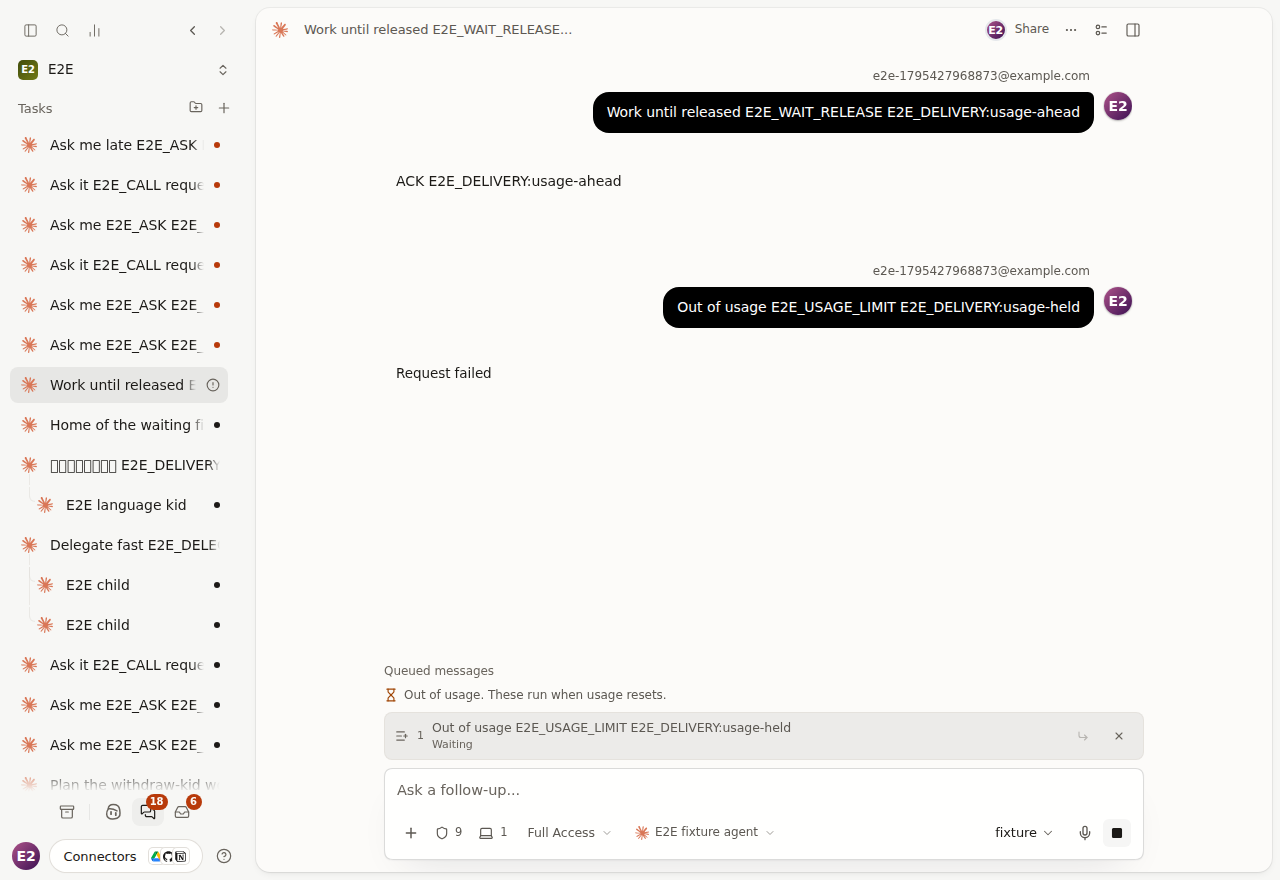 Work until released E2E_WAIT_RELEASE...
E2 Share
E2 E2E
Tasks
Ask me late E2E_ASK
Ask it E2E_CALL reque
Ask me E2E_ASK E2E_
Ask it E2E_CALL reque
Ask me E2E_ASK E2E_
Ask me E2E_ASK E2E_
Work until released E
Home of the waiting fi
E2E_DELIVERY
E2E language kid
Delegate fast E2E_DELE
E2E child
E2E child
Ask it E2E_CALL reque
Ask me E2E_ASK E2E_
Ask me E2E_ASK E2E_
Plan the withdraw-kid w
18 6
E2 Connectors
e2e-1795427968873@example.com
Work until released E2E_WAIT_RELEASE E2E_DELIVERY:usage-ahead
E2
ACK E2E_DELIVERY:usage-ahead
e2e-1795427968873@example.com
Out of usage E2E_USAGE_LIMIT E2E_DELIVERY:usage-held
E2
Request failed
Queued messages
Out of usage. These run when usage resets.
1 Out of usage E2E_USAGE_LIMIT E2E_DELIVERY:usage-held
Waiting
Ask a follow-up...
9 1 Full Access E2E fixture agent fixture